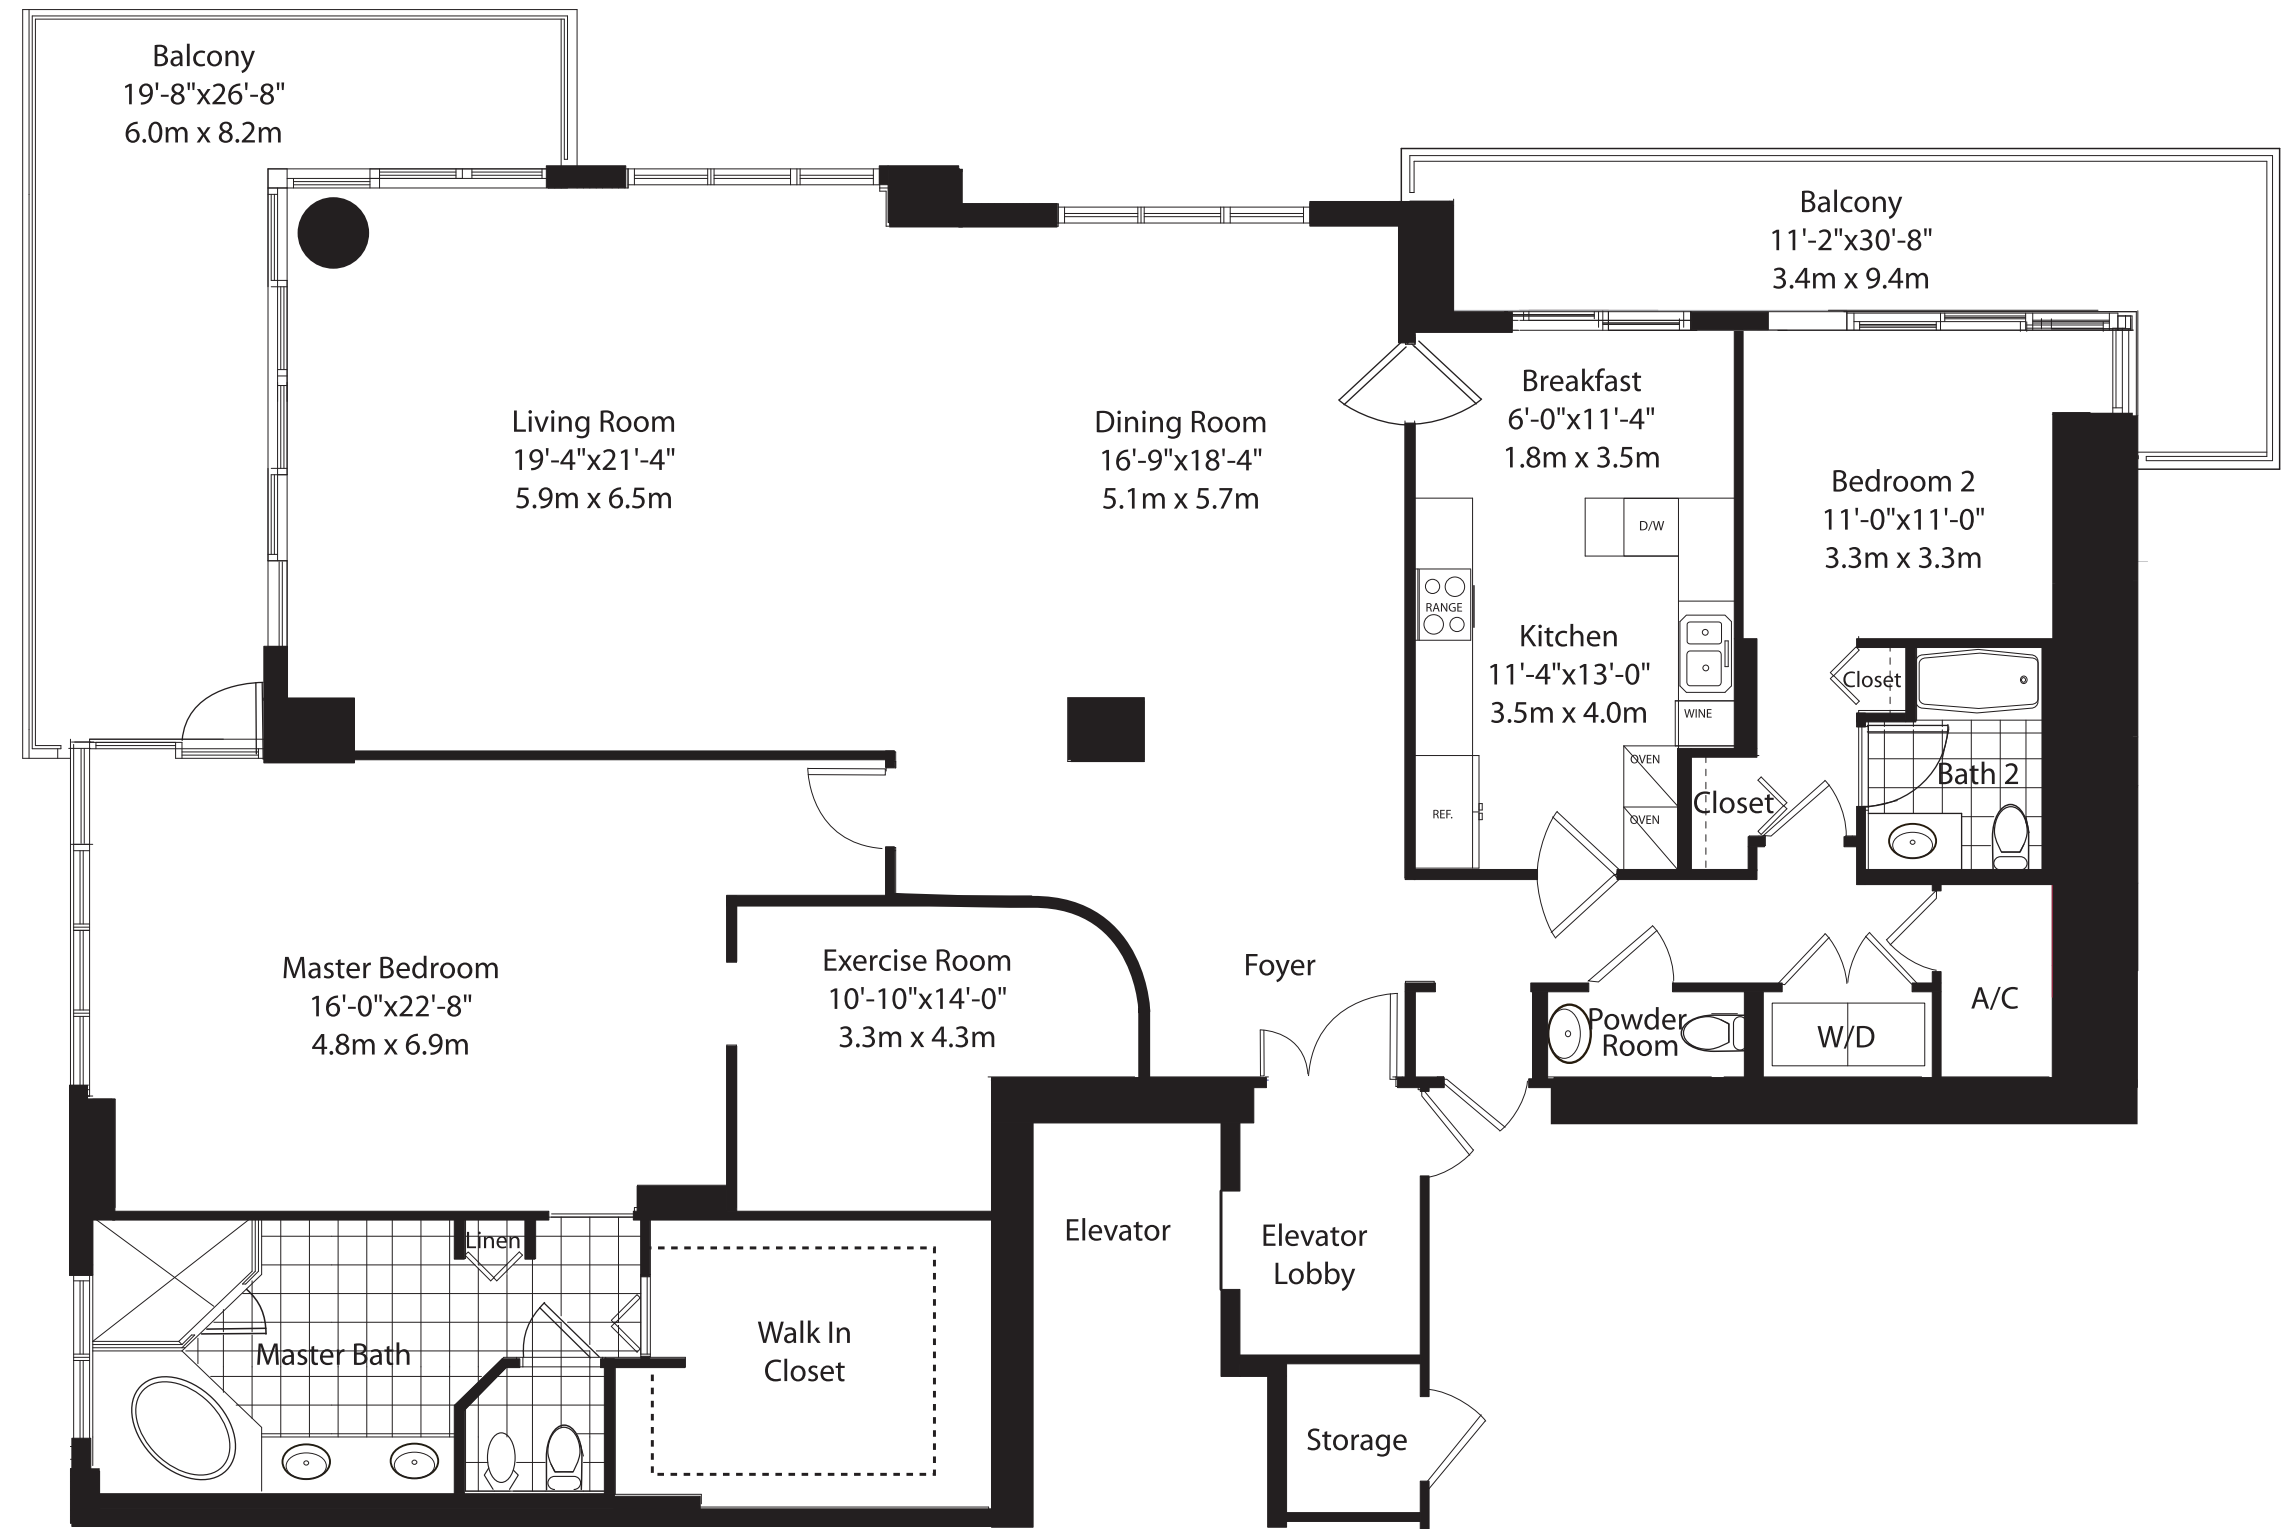 Balcony
19'-8"x26'-8"
6.0m x 8.2m
Balcony
11'-2"x30'-8"
3.4m x 9.4m
Living Room
19'-4"x21'-4"
5.9m x 6.5m
Dining Room
16'-9"x18'-4"
5.1m x 5.7m
Breakfast
6'-0"x11'-4"
1.8m x 3.5m
Bedroom 2
11'-0"x11'-0"
3.3m x 3.3m
D/W
RANGE
Kitchen
11'-4"x13'-0"
3.5m x 4.0m
WINE
OVEN
OVEN
REF.
Closet
Closet
Bath 2
Master Bedroom
16'-0"x22'-8"
4.8m x 6.9m
Exercise Room
10'-10"x14'-0"
3.3m x 4.3m
Foyer
Powder
Room
W/D
A/C
Linen
Master Bath
Walk In
Closet
Elevator
Elevator
Lobby
Storage